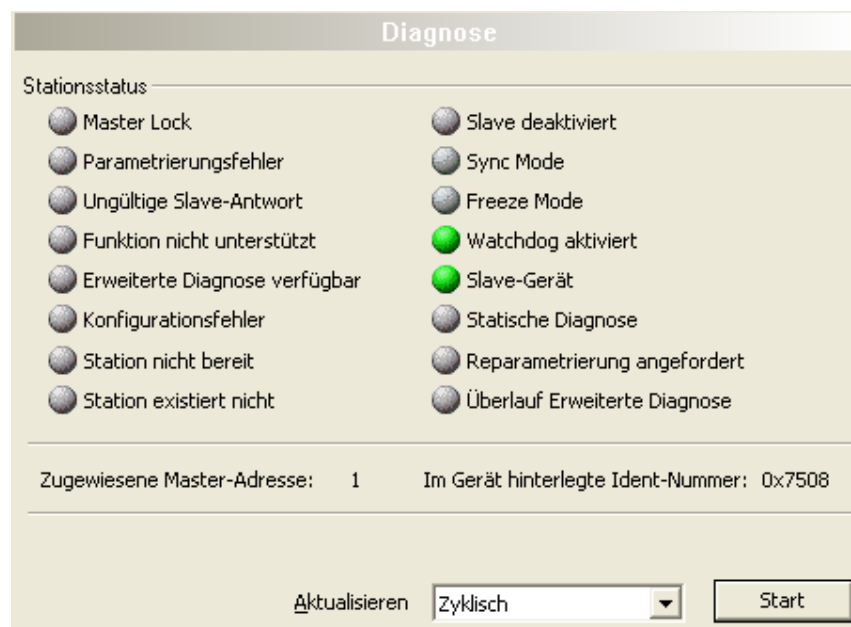 Diagnose
Stationsstatus
Master Lock
Parametrierungsfehler
Ungültige Slave-Antwort
Funktion nicht unterstützt
Erweiterte Diagnose verfügbar
Konfigurationsfehler
Station nicht bereit
Station existiert nicht
Slave deaktiviert
Sync Mode
Freeze Mode
Watchdog aktiviert
Slave-Gerät
Statische Diagnose
Reparametrierung angefordert
Überlauf Erweiterte Diagnose
Zugewiesene Master-Adresse: 1 Im Gerät hinterlegte Ident-Nummer: 0x7508
Aktualisieren Zyklisch Start